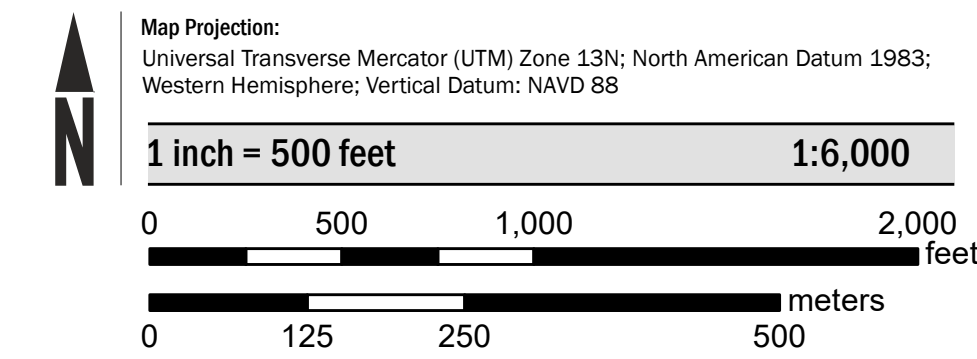 Map Projection:
Universal Transverse Mercator (UTM) Zone 13N; North American Datum 1983;
Western Hemisphere; Vertical Datum: NAVD 88
N
1 inch = 500 feet 1:6,000
0 500 1,000 2,000
feet
meters
0 125 250 500